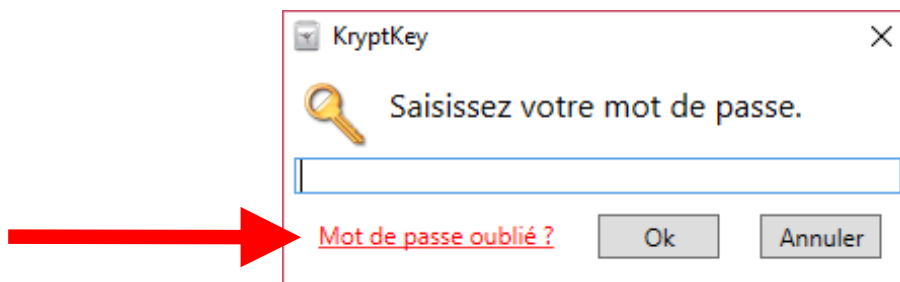 KryptKey
Saisissez votre mot de passe.
Mot de passe oublié ? Ok Annuler